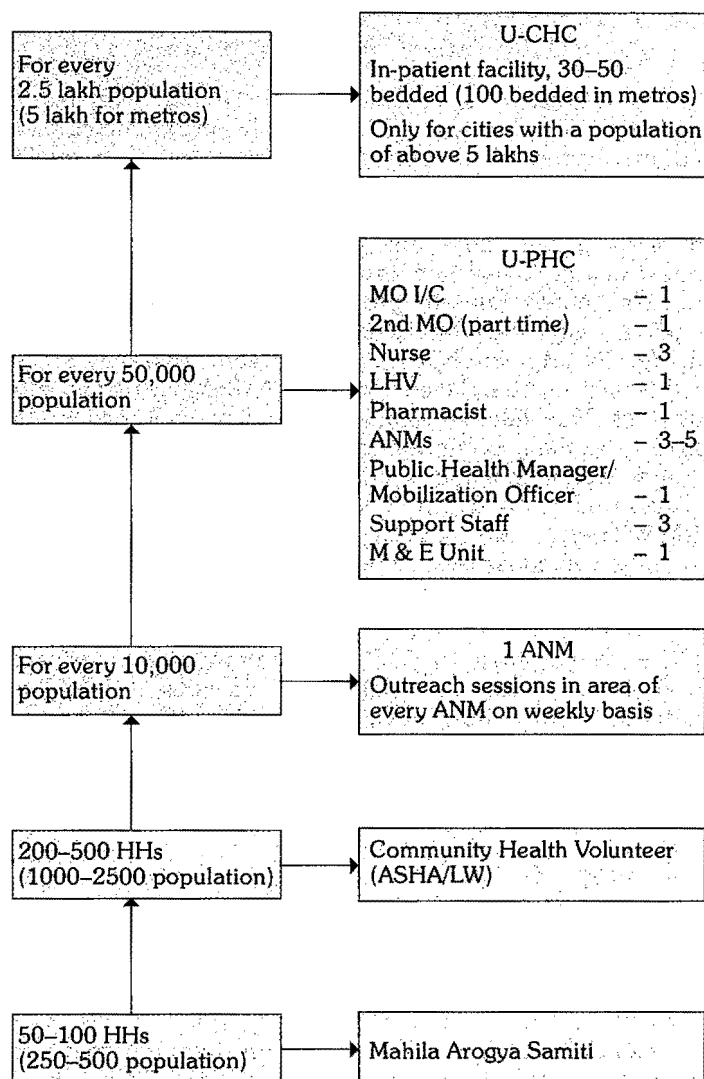 For every
2.5 lakh population
(5 lakh for metros)
U-CHC
In-patient facility, 30–50
bedded (100 bedded in metros)
Only for cities with a population
of above 5 lakhs
For every 50,000
population
U-PHC
MO I/C – 1
2nd MO (part time) – 1
Nurse – 3
LHV – 1
Pharmacist – 1
ANMs – 3–5
Public Health Manager/
Mobilization Officer – 1
Support Staff – 3
M & E Unit – 1
For every 10,000
population
1 ANM
Outreach sessions in area of
every ANM on weekly basis
200–500 HHs
(1000–2500 population)
Community Health Volunteer
(ASHA/LW)
50–100 HHs
(250–500 population)
Mahila Arogya Samiti